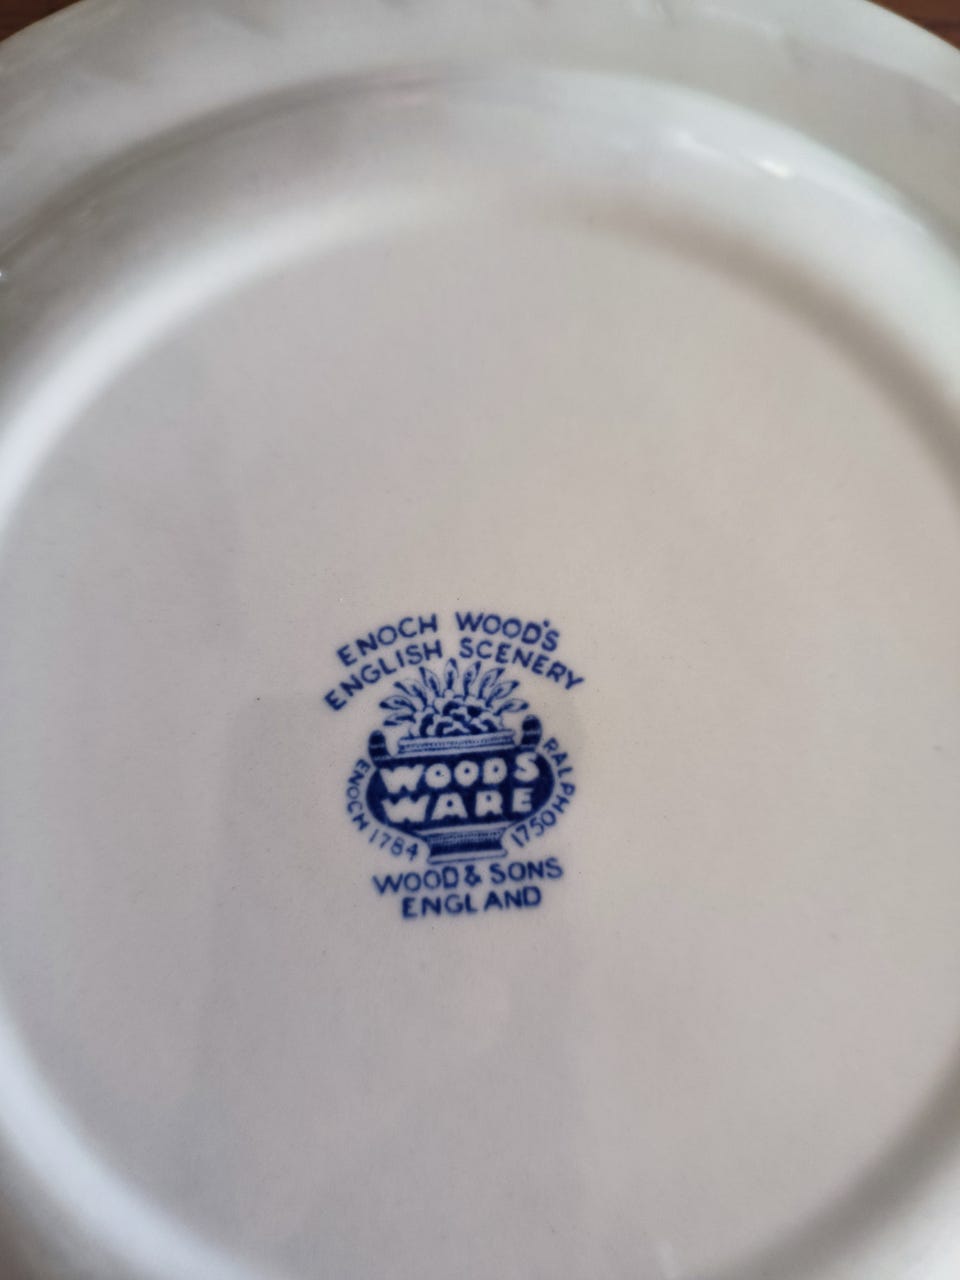 ENOCH WOOD'S
ENGLISH SCENERY
WOODS
WARE
ENOCH 1784
RALPH 1750
WOOD & SONS
ENGLAND